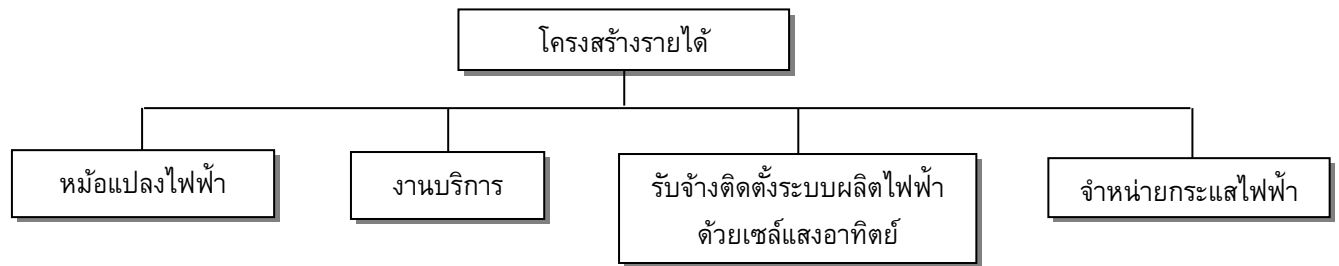 โครงสร้างรายได้
หม้อแปลงไฟฟ้า
งานบริการ
รับจ้างติดตั้งระบบผลิตไฟฟ้า
ด้วยเซล์แสงอาทิตย์
จำหน่ายกระแสไฟฟ้า